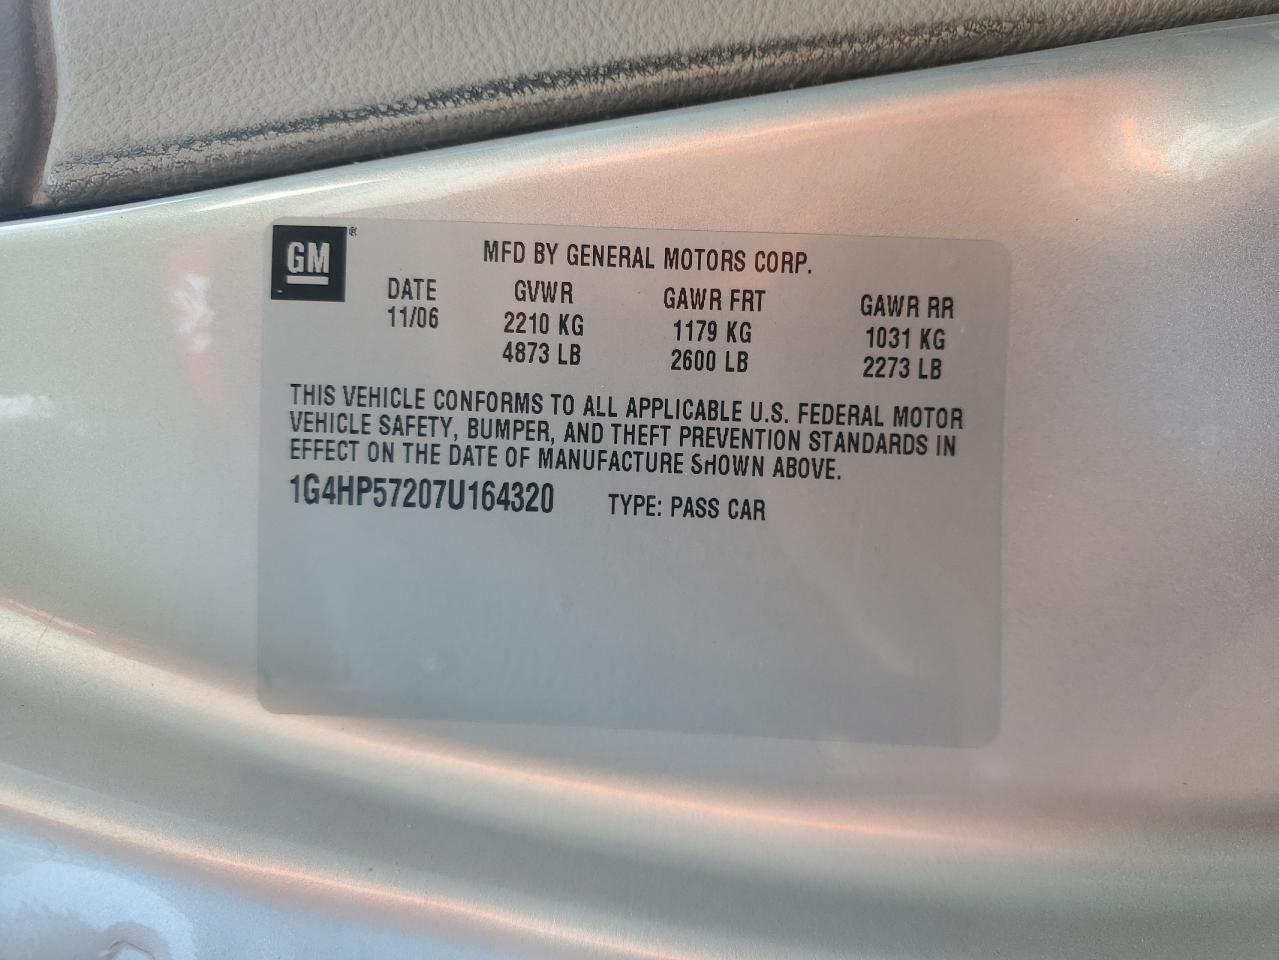 GM®
MFD BY GENERAL MOTORS CORP.
DATE GVWR GAWR FRT GAWR RR
11/06 2210 KG 1179 KG 1031 KG
4873 LB 2600 LB 2273 LB
THIS VEHICLE CONFORMS TO ALL APPLICABLE U.S. FEDERAL MOTOR
VEHICLE SAFETY, BUMPER, AND THEFT PREVENTION STANDARDS IN
EFFECT ON THE DATE OF MANUFACTURE SHOWN ABOVE.
1G4HP57207U164320 TYPE: PASS CAR